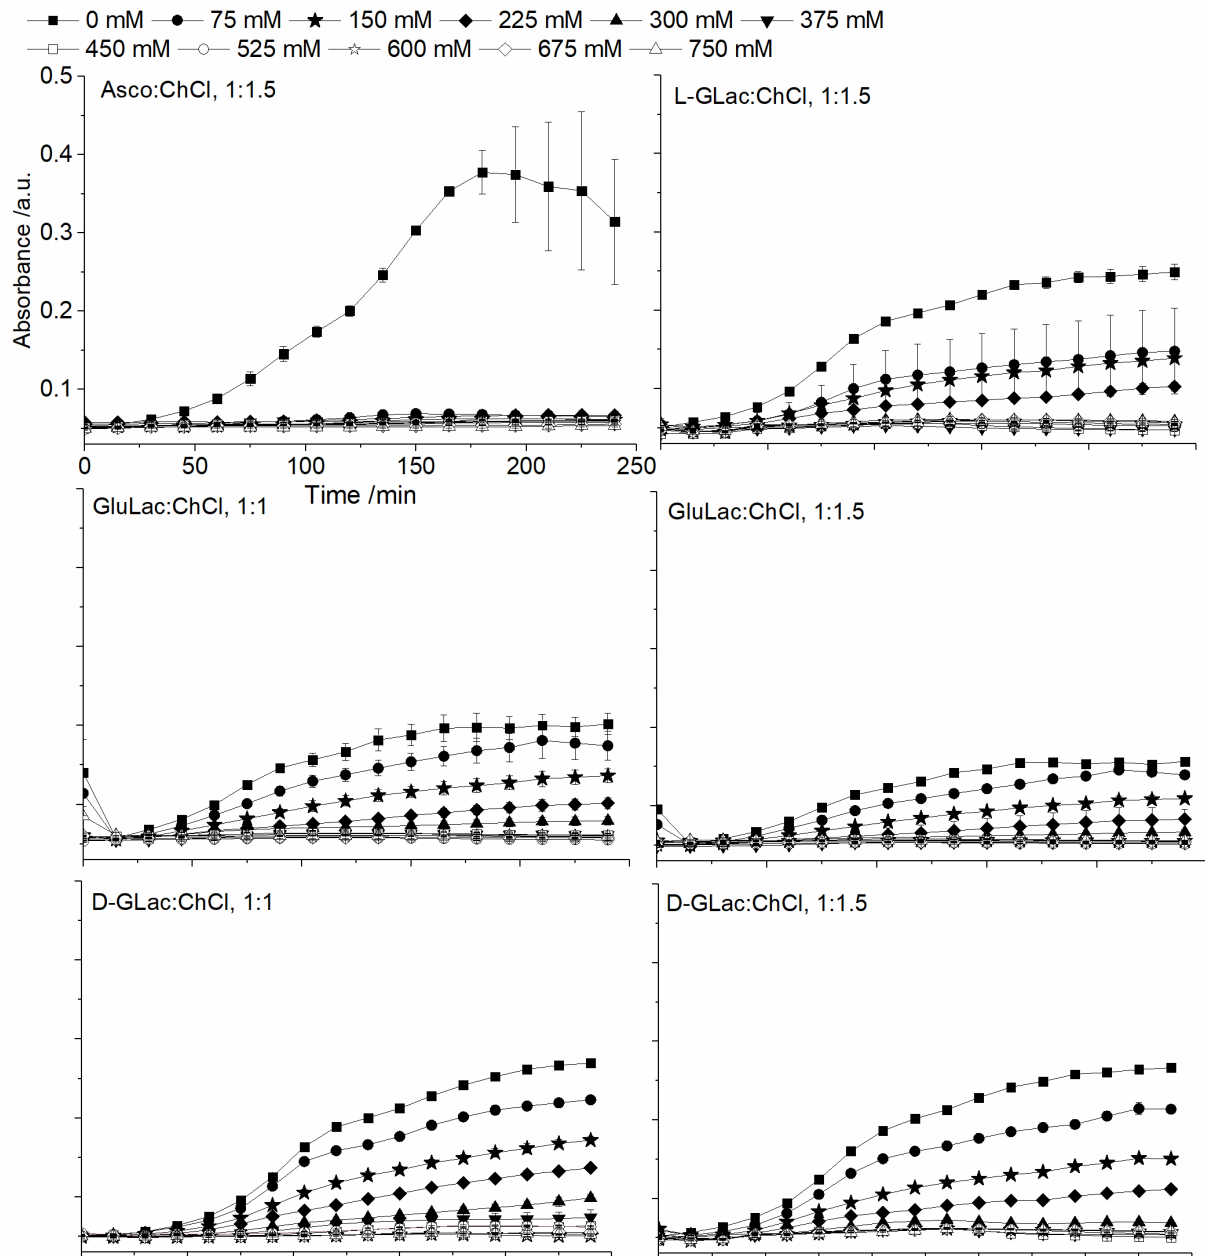 0 mM 75 mM 150 mM 225 mM 300 mM 375 mM
450 mM 525 mM 600 mM 675 mM 750 mM
Asco:ChCl, 1:1.5
L-GLac:ChCl, 1:1.5
0.5
0.4
0.3
0.2
0.1
Absorbance /a.u.
0 50 100 150 200 250
Time /min
GluLac:ChCl, 1:1
GluLac:ChCl, 1:1.5
D-GLac:ChCl, 1:1
D-GLac:ChCl, 1:1.5